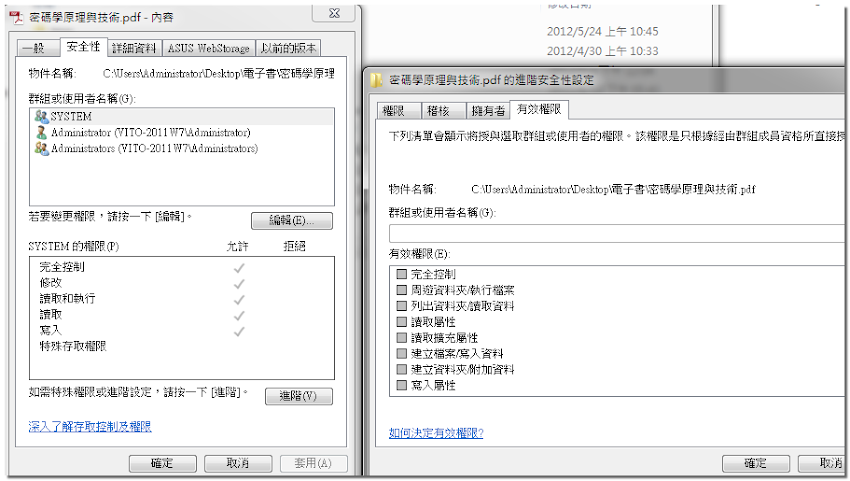 密碼學原理與技術.pdf - 內容
一般
安全性
詳細資料
ASUS WebStorage
以前的版本
物件名稱:
C:\Users\Administrator\Desktop\電子書\密碼學原理
群組或使用者名稱(G):
SYSTEM
Administrator (VITO-2011W7\Administrator)
Administrators (VITO-2011W7\Administrators)
若要變更權限，請按一下 [編輯]。
編輯(E)...
SYSTEM 的權限(P)
允許
拒絕
完全控制
修改
讀取和執行
讀取
寫入
特殊存取權限
如需特殊權限或進階設定，請按一下 [進階]。
進階(V)
深入了解存取控制及權限
確定
取消
套用(A)
修改日期
2012/5/24 上午 10:45
2012/4/30 上午 10:33
密碼學原理與技術.pdf 的進階安全性設定
權限
稽核
擁有者
有效權限
下列清單會顯示將授與選取群組或使用者的權限。該權限是只根據經由群組成員資格所直接授
物件名稱:
C:\Users\Administrator\Desktop\電子書\密碼學原理與技術.pdf
群組或使用者名稱(G):
有效權限(E):
完全控制
周遊資料夾/執行檔案
列出資料夾/讀取資料
讀取屬性
讀取擴充屬性
建立檔案/寫入資料
建立資料夾/附加資料
寫入屬性
如何決定有效權限?
確定
取消